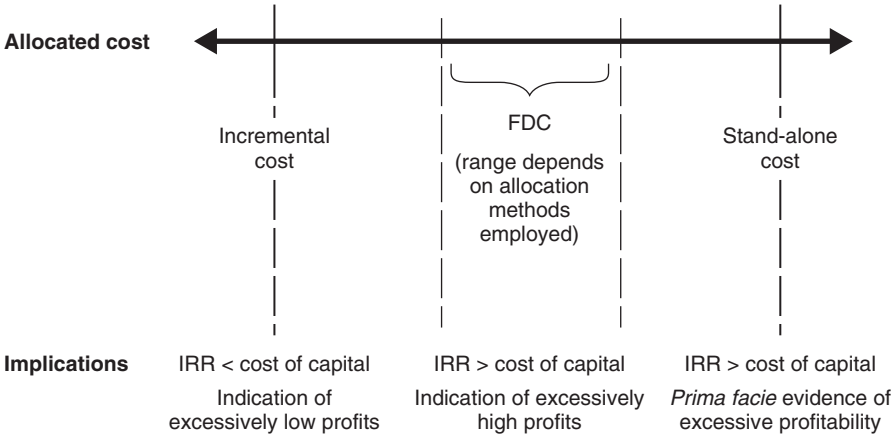 Allocated cost
Incremental
cost
FDC
(range depends
on allocation
methods
employed)
Stand-alone
cost
Implications
IRR < cost of capital
Indication of
excessively low profits
IRR > cost of capital
Indication of excessively
high profits
IRR > cost of capital
Prima facie evidence of
excessive profitability